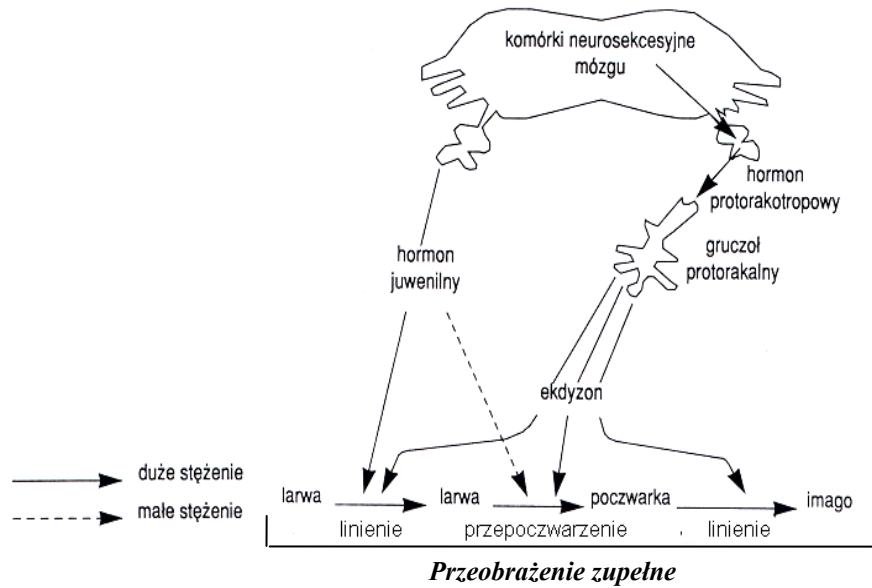 komórki neurosekcesyjne
mózgu
hormon
protorakotropowy
gruczoł
protorakalny
hormon
juwenilny
ekdyzon
duże stężenie
małe stężenie
larwa
larwa
poczwarka
imago
linienie
przepoczwarzenie
linienie
Przeobrażenie zupełne